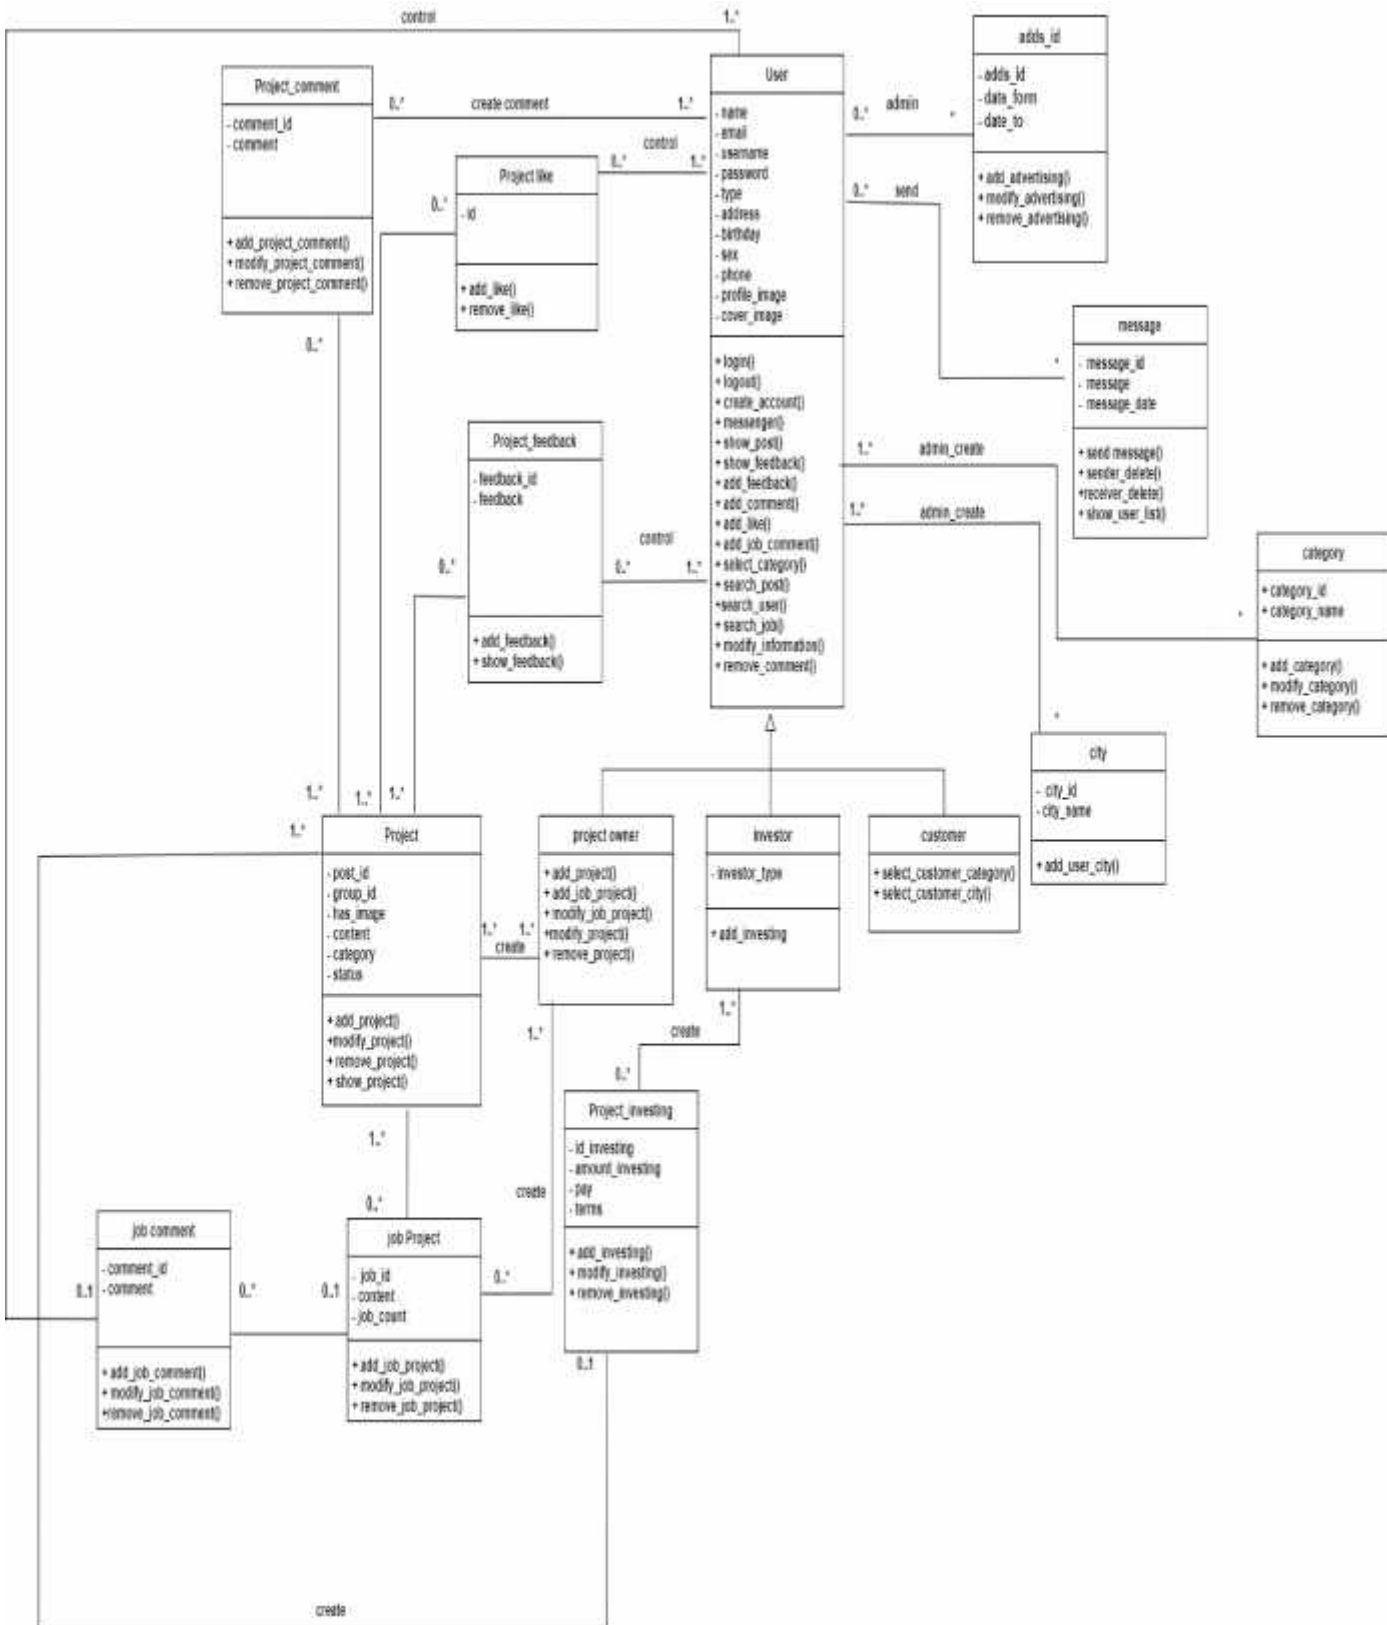 control
1..*
adds_id
- adds_id
- date_form
- date_to
+ add_advertising()
+ modify_advertising()
+ remove_advertising()
Project_comment
- comment_id
- comment
+ add_project_comment()
+ modify_project_comment()
+ remove_project_comment()
0..*
create comment
1..*
User
- name
- email
- username
- password
- type
- address
- birthday
- sex
- phone
- profile_image
- cover_image
+ login()
+ logout()
+ create_account()
+ messenger()
+ show_post()
+ show_feedback()
+ add_feedback()
+ add_comment()
+ add_like()
+ add_job_comment()
+ select_category()
+ search_post()
+search_user()
+ search_job()
+ modify_information()
+ remove_comment()
0..*
admin
*
control
0..*
1..*
Project like
- id
+ add_like()
+ remove_like()
0..*
0..*
send
*
message
- message_id
- message
- message_date
+ send message()
+ sender_delete()
+receiver_delete()
+ show_user_list()
0..*
Project_feedback
- feedback_id
- feedback
+ add_feedback()
+ show_feedback()
control
0..*
1..*
0..*
1..*
admin_create
*
1..*
admin_create
*
category
+ category_id
+ category_name
+ add_category()
+ modify_category()
+ remove_category()
city
- city_id
- city_name
+ add_user_city()
1..*
1..*
1..*
1..*
Project
- post_id
- group_id
- has_image
- content
- category
- status
+ add_project()
+modify_project()
+ remove_project()
+ show_project()
1..*
1..*
create
project owner
+ add_project()
+ add_job_project()
+ modify_job_project()
+modify_project()
+ remove_project()
investor
- investor_type
+ add_investing
customer
+ select_customer_category()
+ select_customer_city()
1..*
1..*
create
0..*
Project_investing
- id_investing
- amount_investing
- pay
- terms
+ add_investing()
+ modify_investing()
+ remove_investing()
0..1
1..*
0..*
create
job comment
- comment_id
- comment
+ add_job_comment()
+ modify_job_comment()
+remove_job_comment()
0..1
0..*
0..1
job Project
- job_id
- content
- job_count
+ add_job_project()
+ modify_job_project()
+ remove_job_project()
0..*
create